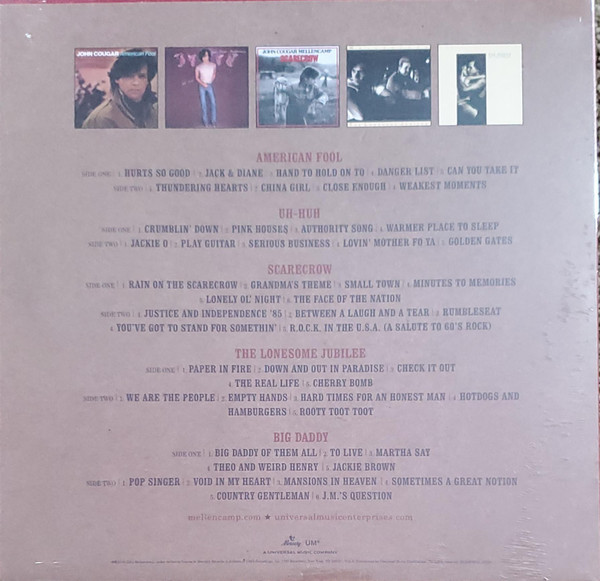 JOHN COUGAR American Fool
JOHN COUGAR MELLENCAMP
SCARECROW
AMERICAN FOOL
SIDE ONE | 1. HURTS SO GOOD | 2. JACK & DIANE | 3. HAND TO HOLD ON TO | 4. DANGER LIST | 5. CAN YOU TAKE IT
SIDE TWO | 1. THUNDERING HEARTS | 2. CHINA GIRL | 3. CLOSE ENOUGH | 4. WEAKEST MOMENTS
UH-HUH
SIDE ONE | 1. CRUMBLIN' DOWN | 2. PINK HOUSES | 3. AUTHORITY SONG | 4. WARMER PLACE TO SLEEP
SIDE TWO | 1. JACKIE O | 2. PLAY GUITAR | 3. SERIOUS BUSINESS | 4. LOVIN' MOTHER FO YA | 5. GOLDEN GATES
SCARECROW
SIDE ONE | 1. RAIN ON THE SCARECROW | 2. GRANDMA'S THEME | 3. SMALL TOWN | 4. MINUTES TO MEMORIES
5. LONELY OL' NIGHT | 6. THE FACE OF THE NATION
SIDE TWO | 1. JUSTICE AND INDEPENDENCE '85 | 2. BETWEEN A LAUGH AND A TEAR | 3. RUMBLESEAT
4. YOU'VE GOT TO STAND FOR SOMETHIN' | 5. R.O.C.K. IN THE U.S.A. (A SALUTE TO 60'S ROCK)
THE LONESOME JUBILEE
SIDE ONE | 1. PAPER IN FIRE | 2. DOWN AND OUT IN PARADISE | 3. CHECK IT OUT
4. THE REAL LIFE | 5. CHERRY BOMB
SIDE TWO | 1. WE ARE THE PEOPLE | 2. EMPTY HANDS | 3. HARD TIMES FOR AN HONEST MAN | 4. HOTDOGS AND
HAMBURGERS | 5. ROOTY TOOT TOOT
BIG DADDY
SIDE ONE | 1. BIG DADDY OF THEM ALL | 2. TO LIVE | 3. MARTHA SAY
4. THEO AND WEIRD HENRY | 5. JACKIE BROWN
SIDE TWO | 1. POP SINGER | 2. VOID IN MY HEART | 3. MANSIONS IN HEAVEN | 4. SOMETIMES A GREAT NOTION
5. COUNTRY GENTLEMAN | 6. J.M.'S QUESTION
mellencamp.com ★ universalmusicenterprises.com
Mercury UMe
A UNIVERSAL MUSIC COMPANY